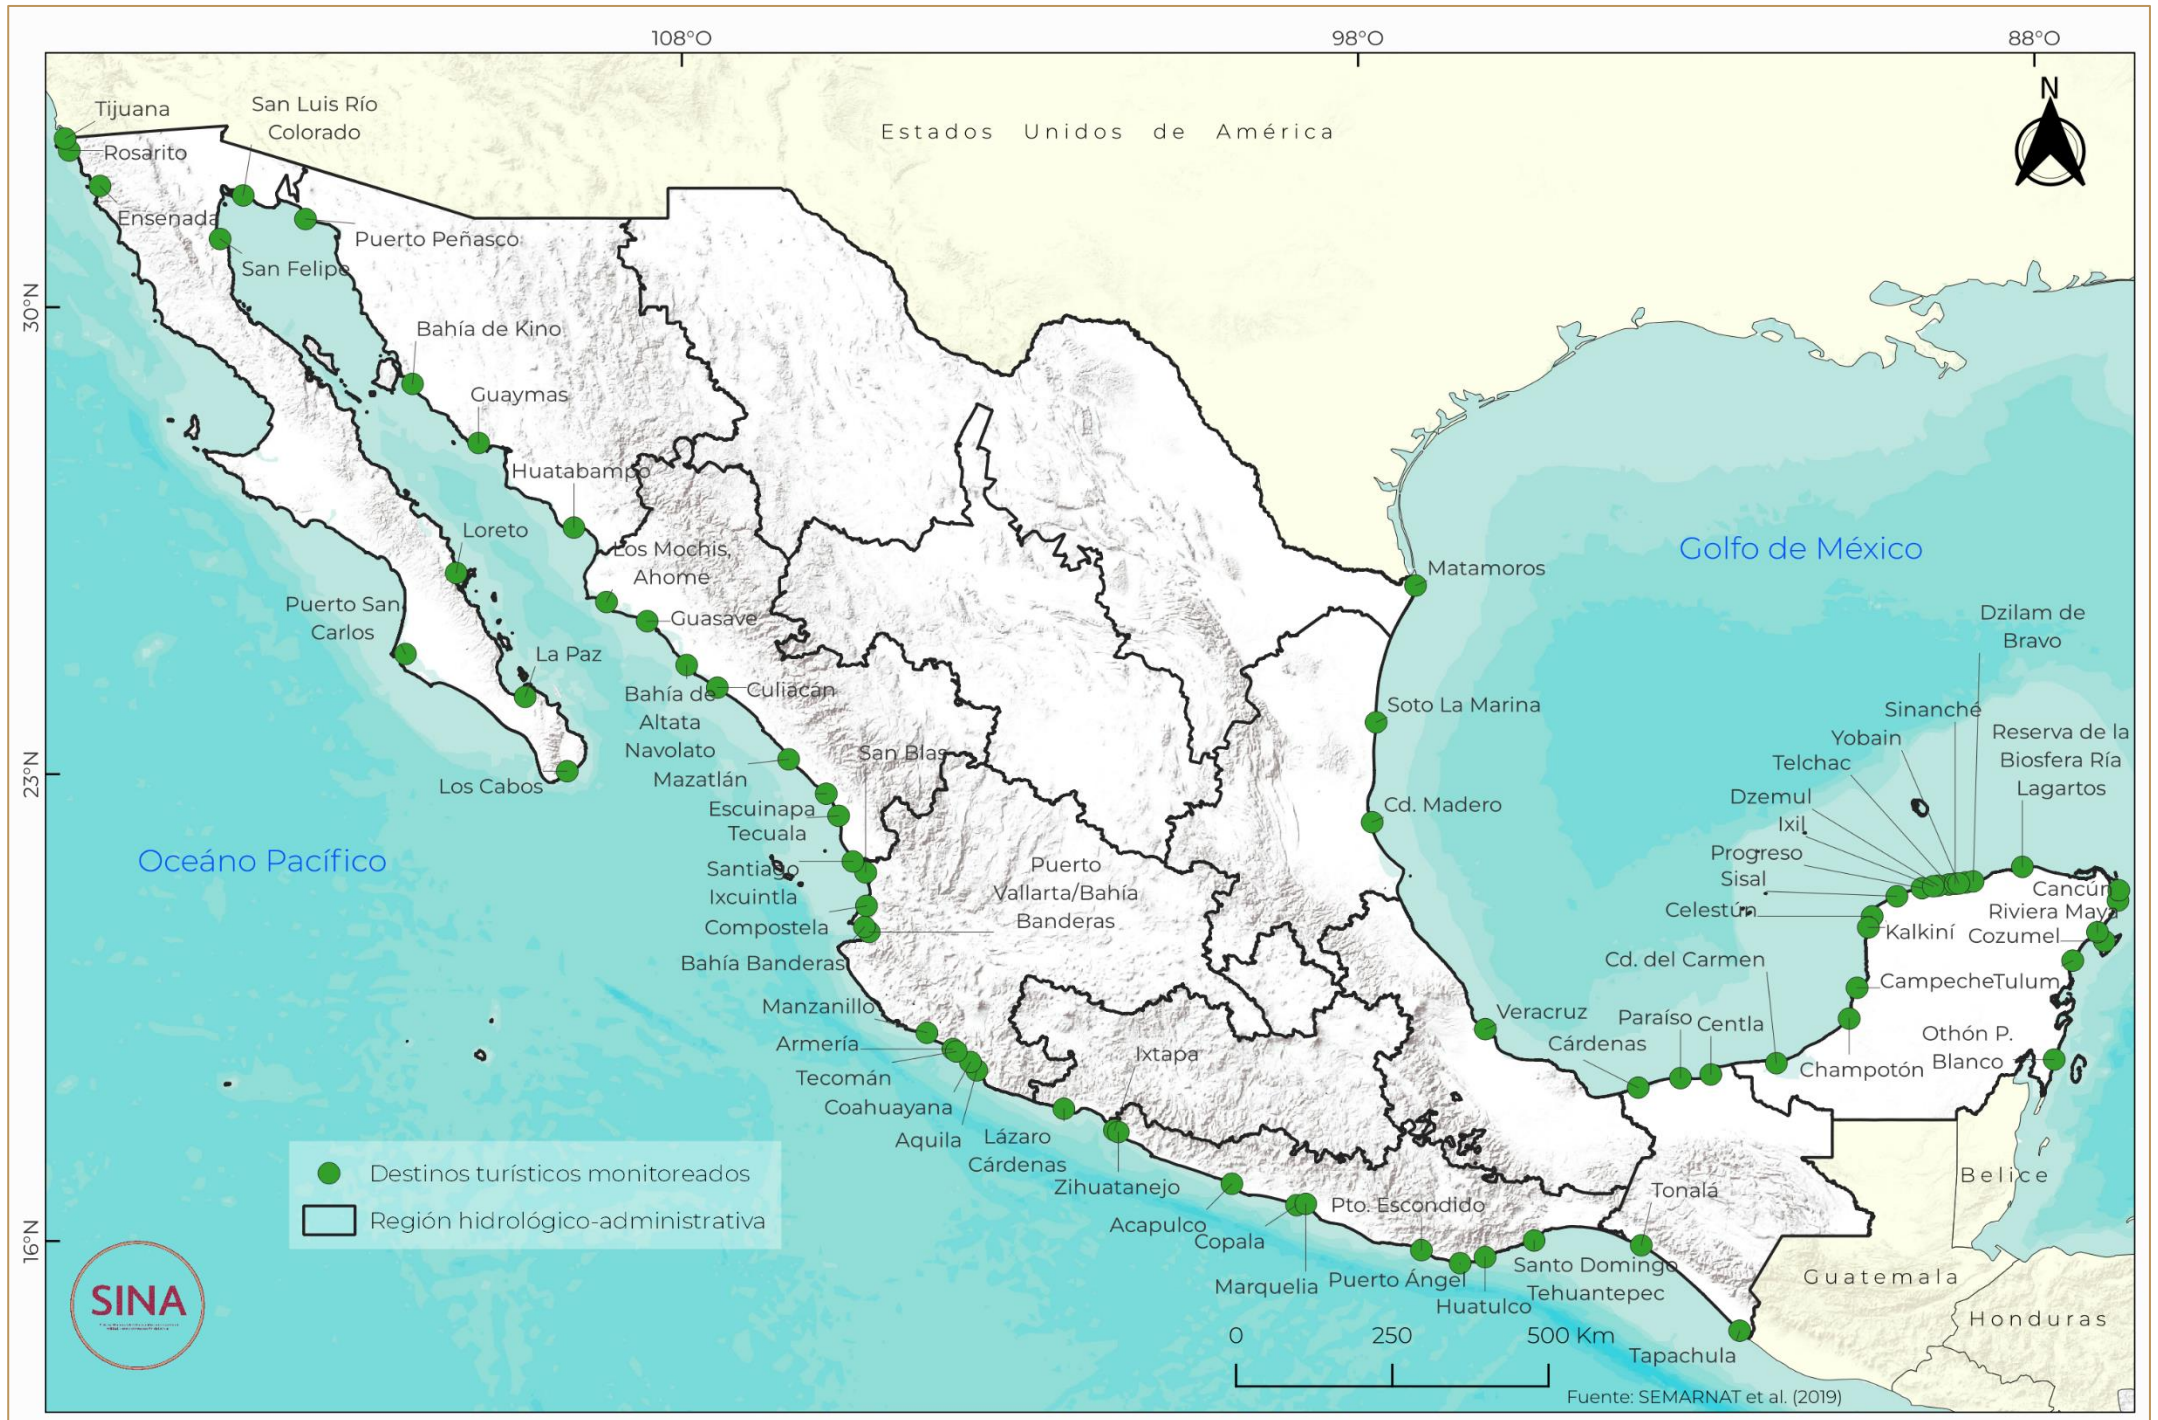 108°O
98°O
88°O
30°N
23°N
16°N
N
Estados Unidos de América
Tijuana
San Luis Río
Colorado
Rosarito
Ensenada
Puerto Peñasco
San Felipe
Bahía de Kino
Guaymas
Huatabampo
Loreto
Los Mochis,
Ahome
Puerto San
Carlos
Guasave
La Paz
Bahía de
Altata
Navolato
Culiacán
Los Cabos
Mazatlán
San Blas
Escuinapa
Tecuala
Santiago
Ixcuintla
Compostela
Bahía Banderas
Puerto
Vallarta/Bahía
Banderas
Manzanillo
Armería
Tecomán
Coahuayana
Aquila
Lázaro
Cárdenas
Ixtapa
Zihuatanejo
Acapulco
Copala
Marquelia
Pto. Escondido
Puerto Ángel
Huatulco
Santo Domingo
Tehuantepec
Tonalá
Tapachula
Matamoros
Soto La Marina
Cd. Madero
Veracruz
Cárdenas
Paraíso
Centla
Cd. del Carmen
Champotón
Campeche
Kalkiní
Celestún
Sisal
Progreso
Ixil
Dzemul
Telchac
Yobain
Sinanché
Dzilam de
Bravo
Reserva de la
Biosfera Ría
Lagartos
Cancún
Riviera Maya
Cozumel
Tulum
Othón P.
Blanco
Golfo de México
Oceáno Pacífico
Belice
Guatemala
Honduras
Destinos turísticos monitoreados
Región hidrológico-administrativa
SINA
0 250 500 Km
Fuente: SEMARNAT et al. (2019)